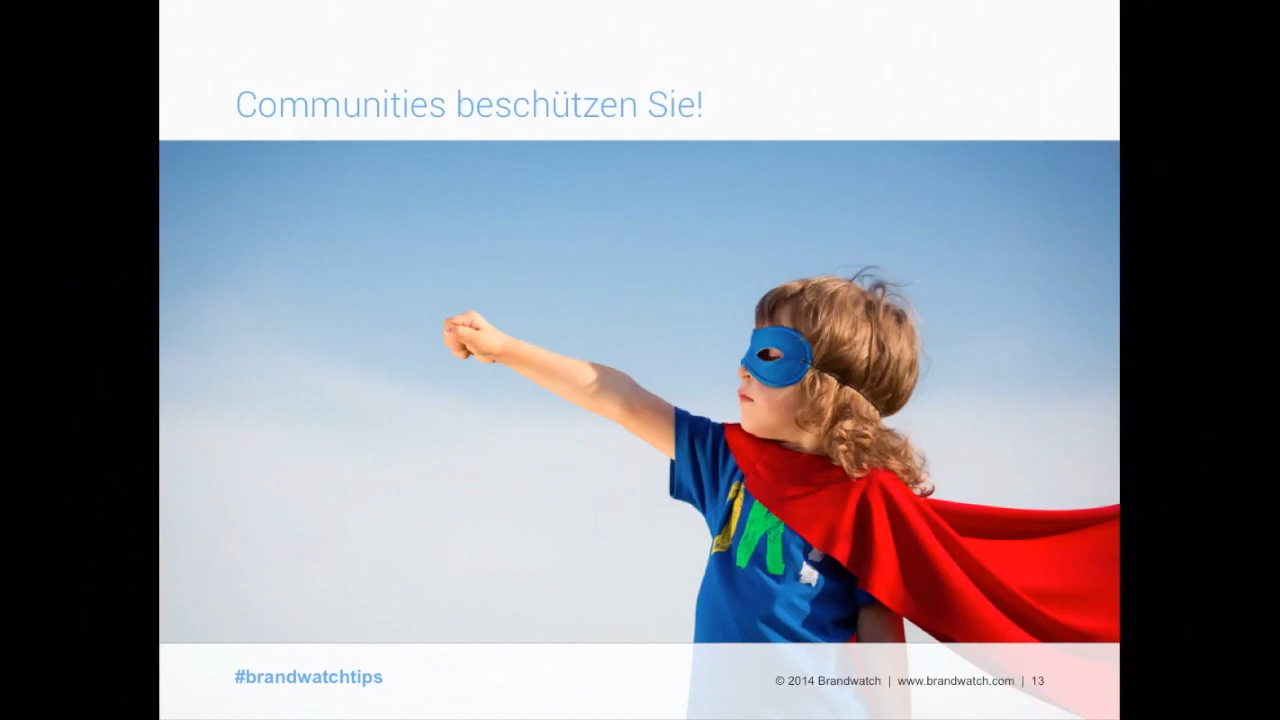 Communities beschützen Sie!
#brandwatchtips
© 2014 Brandwatch | www.brandwatch.com | 13